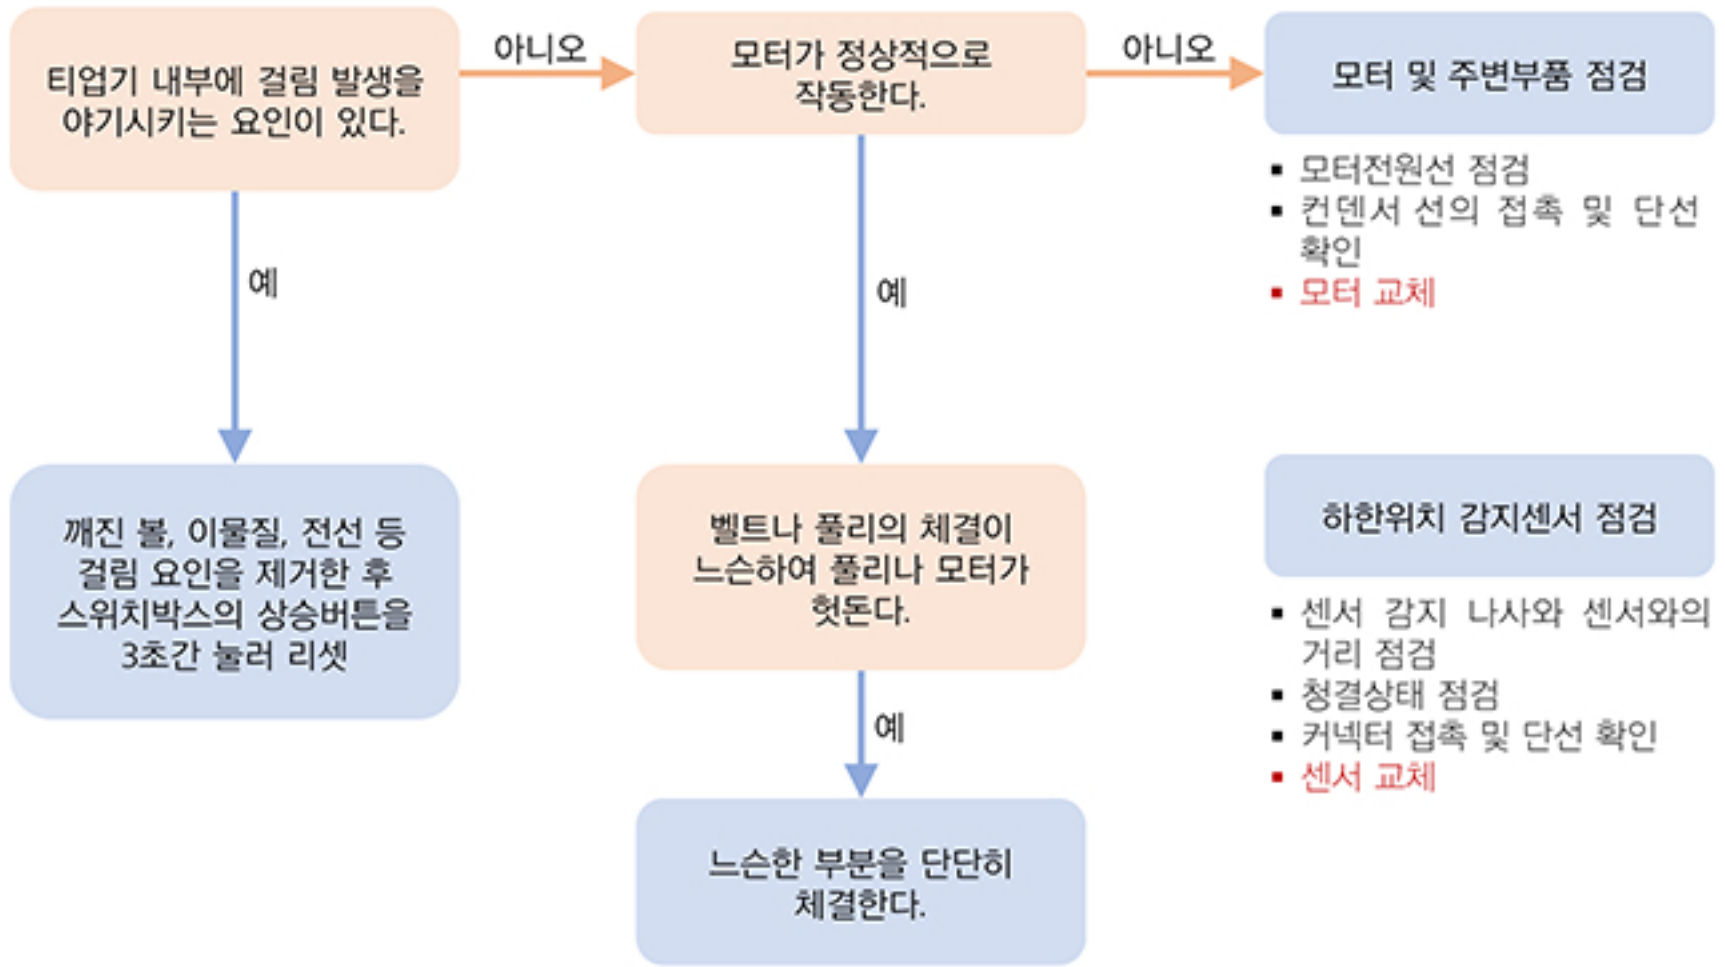 티업기 내부에 걸림 발생을
야기시키는 요인이 있다.
아니오
모터가 정상적으로
작동한다.
아니오
모터 및 주변부품 점검
▪ 모터전원선 점검
▪ 컨덴서 선의 접촉 및 단선
확인
▪ 모터 교체
예
예
깨진 볼, 이물질, 전선 등
걸림 요인을 제거한 후
스위치박스의 상승버튼을
3초간 눌러 리셋
벨트나 풀리의 체결이
느슨하여 풀리나 모터가
헛돈다.
하한위치 감지센서 점검
▪ 센서 감지 나사와 센서와의
거리 점검
▪ 청결상태 점검
▪ 커넥터 접촉 및 단선 확인
▪ 센서 교체
예
느슨한 부분을 단단히
체결한다.